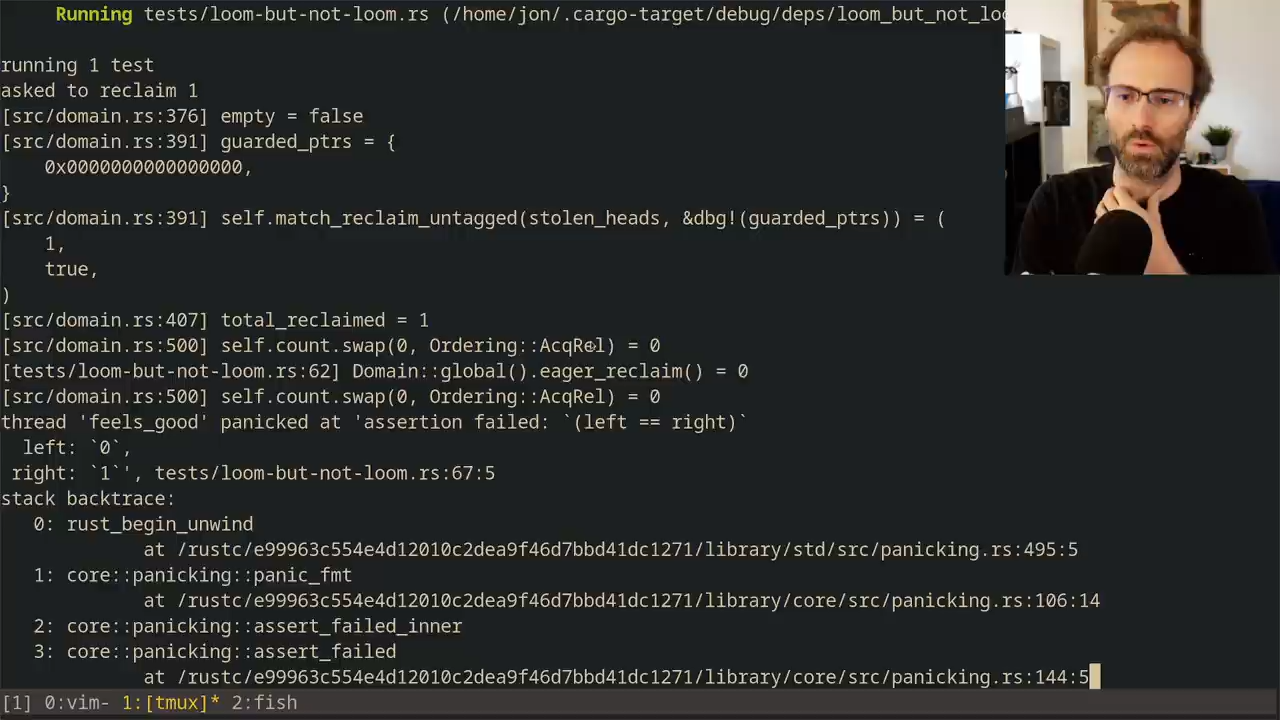 Running tests/loom-but-not-loom.rs (/home/jon/.cargo-target/debug/deps/loom_but_not_loo
running 1 test
asked to reclaim 1
[src/domain.rs:376] empty = false
[src/domain.rs:391] guarded_ptrs = {
    0x0000000000000000,
}
[src/domain.rs:391] self.match_reclaim_untagged(stolen_heads, &dbg!(guarded_ptrs)) = (
    1,
    true,
)
[src/domain.rs:407] total_reclaimed = 1
[src/domain.rs:500] self.count.swap(0, Ordering::AcqRel) = 0
[tests/loom-but-not-loom.rs:62] Domain::global().eager_reclaim() = 0
[src/domain.rs:500] self.count.swap(0, Ordering::AcqRel) = 0
thread 'feels_good' panicked at 'assertion failed: `(left == right)`
  left: `0`,
 right: `1`', tests/loom-but-not-loom.rs:67:5
stack backtrace:
   0: rust_begin_unwind
             at /rustc/e99963c554e4d12010c2dea9f46d7bbd41dc1271/library/std/src/panicking.rs:495:5
   1: core::panicking::panic_fmt
             at /rustc/e99963c554e4d12010c2dea9f46d7bbd41dc1271/library/core/src/panicking.rs:106:14
   2: core::panicking::assert_failed_inner
   3: core::panicking::assert_failed
             at /rustc/e99963c554e4d12010c2dea9f46d7bbd41dc1271/library/core/src/panicking.rs:144:5
[1] 0:vim- 1:[tmux]* 2:fish